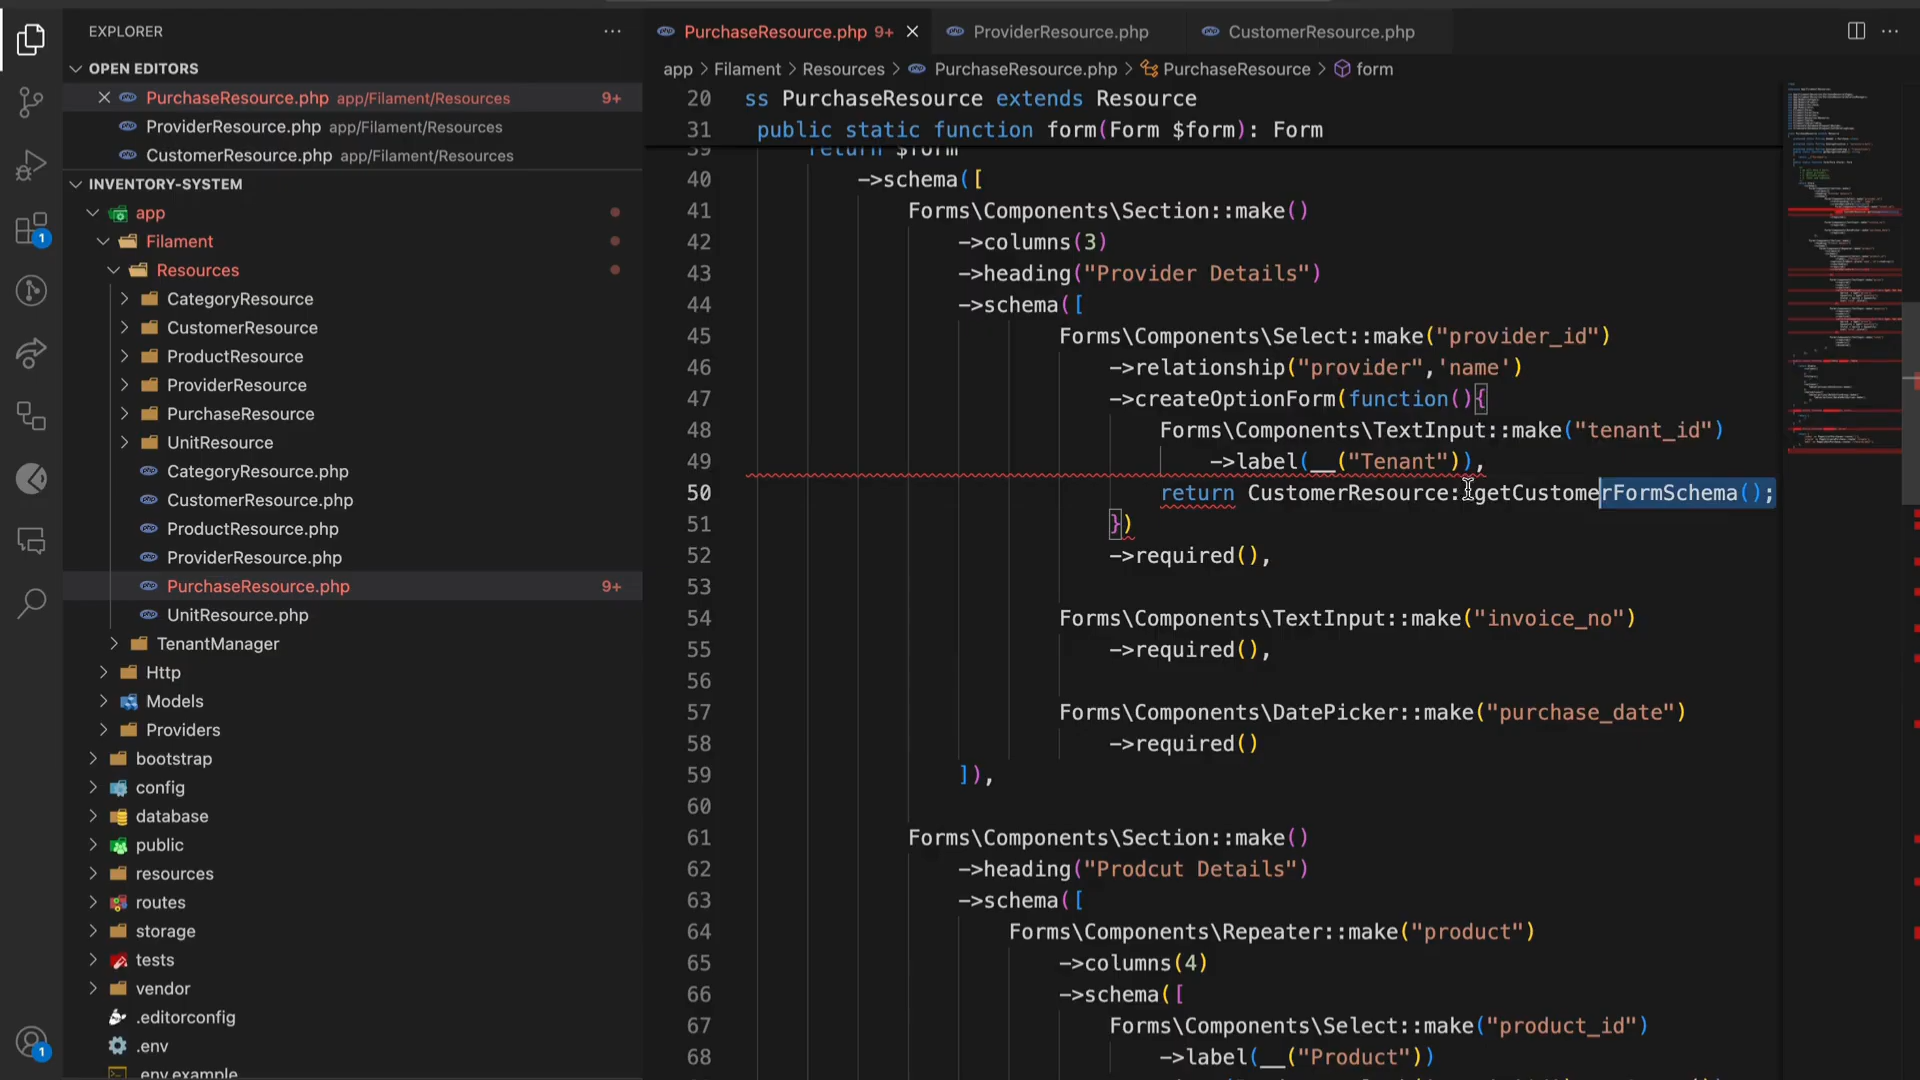 EXPLORER
OPEN EDITORS
PurchaseResource.php app/Filament/Resources 9+
ProviderResource.php app/Filament/Resources
CustomerResource.php app/Filament/Resources
INVENTORY-SYSTEM
app
Filament
Resources
CategoryResource
CustomerResource
ProductResource
ProviderResource
PurchaseResource
UnitResource
CategoryResource.php
CustomerResource.php
ProductResource.php
ProviderResource.php
PurchaseResource.php 9+
UnitResource.php
TenantManager
Http
Models
Providers
bootstrap
config
database
public
resources
routes
storage
tests
vendor
.editorconfig
.env
.env.example
1
1
PurchaseResource.php 9+
ProviderResource.php
CustomerResource.php
app > Filament > Resources > PurchaseResource.php > PurchaseResource > form
20 ss PurchaseResource extends Resource
31 public static function form(Form $form): Form
39 return $form
40 ->schema([
41 Forms\Components\Section::make()
42 ->columns(3)
43 ->heading("Provider Details")
44 ->schema([
45 Forms\Components\Select::make("provider_id")
46 ->relationship("provider",'name')
47 ->createOptionForm(function(){
48 Forms\Components\TextInput::make("tenant_id")
49 ->label(__("Tenant")),
50 return CustomerResource::getCustomerFormSchema();
51 })
52 ->required(),
53
54 Forms\Components\TextInput::make("invoice_no")
55 ->required(),
56
57 Forms\Components\DatePicker::make("purchase_date")
58 ->required()
59 ]),
60
61 Forms\Components\Section::make()
62 ->heading("Prodcut Details")
63 ->schema([
64 Forms\Components\Repeater::make("product")
65 ->columns(4)
66 ->schema([
67 Forms\Components\Select::make("product_id")
68 ->label(__("Product"))